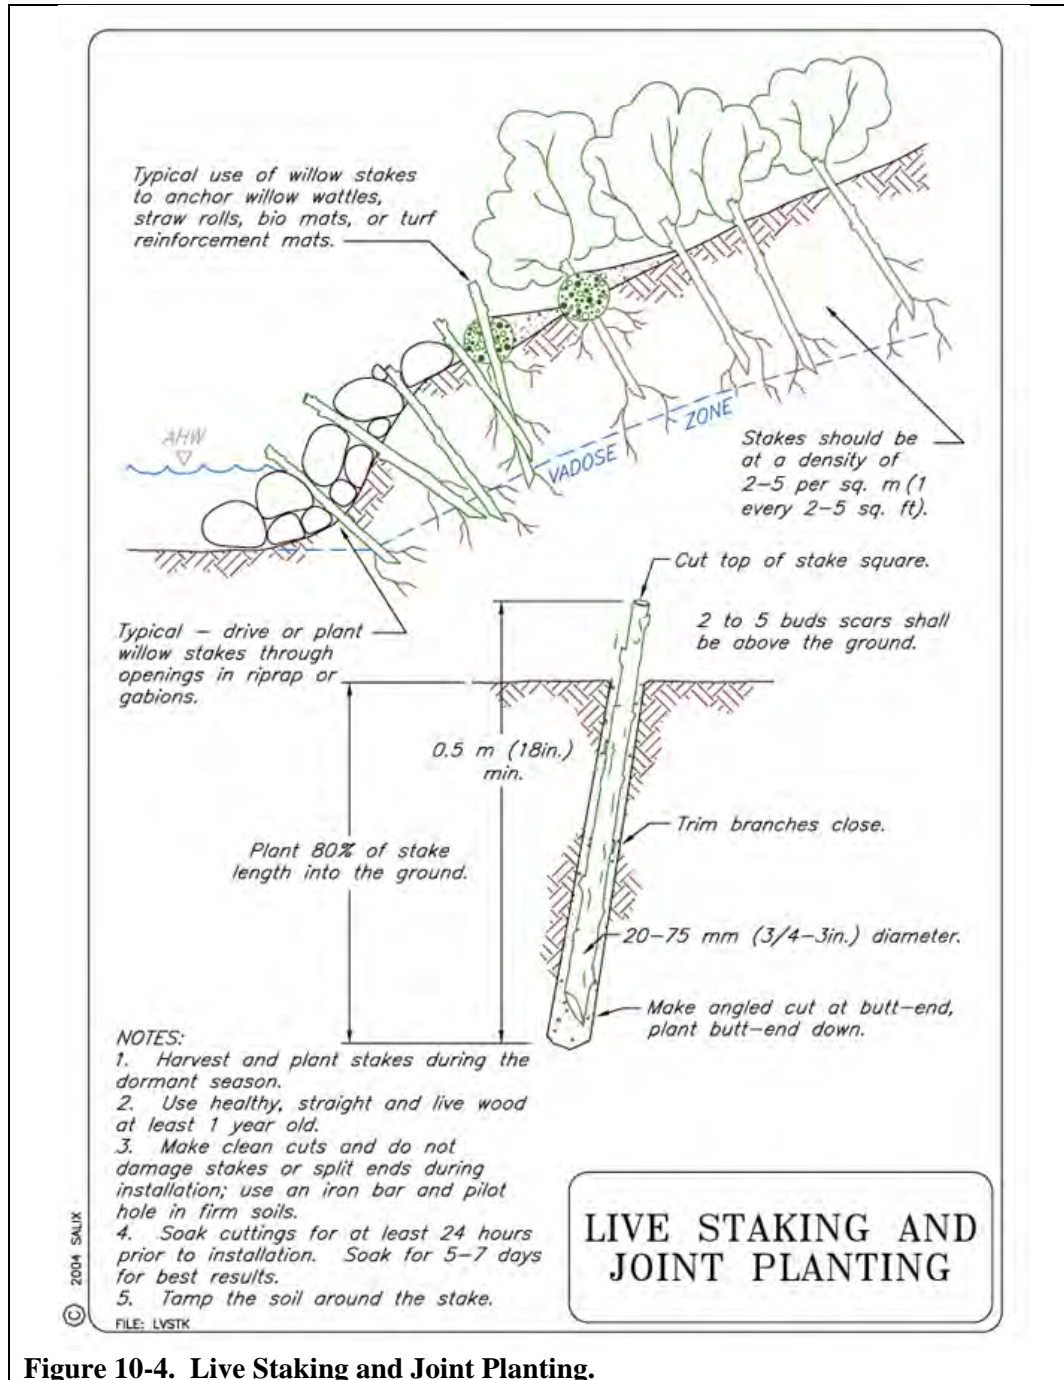 Typical use of willow stakes
to anchor willow wattles,
straw rolls, bio mats, or turf
reinforcement mats.
AHW
VADOSE
ZONE
Stakes should be
at a density of
2-5 per sq. m (1
every 2-5 sq. ft).
Typical - drive or plant
willow stakes through
openings in riprap or
gabions.
Cut top of stake square.
2 to 5 buds scars shall
be above the ground.
0.5 m (18in.)
min.
Plant 80% of stake
length into the ground.
Trim branches close.
20-75 mm (3/4-3in.) diameter.
Make angled cut at butt-end,
plant butt-end down.
NOTES:
1. Harvest and plant stakes during the
dormant season.
2. Use healthy, straight and live wood
at least 1 year old.
3. Make clean cuts and do not
damage stakes or split ends during
installation; use an iron bar and pilot
hole in firm soils.
4. Soak cuttings for at least 24 hours
prior to installation. Soak for 5-7 days
for best results.
5. Tamp the soil around the stake.
FILE: LVSTK
© 2004 SALIX
LIVE STAKING AND
JOINT PLANTING
Figure 10-4. Live Staking and Joint Planting.